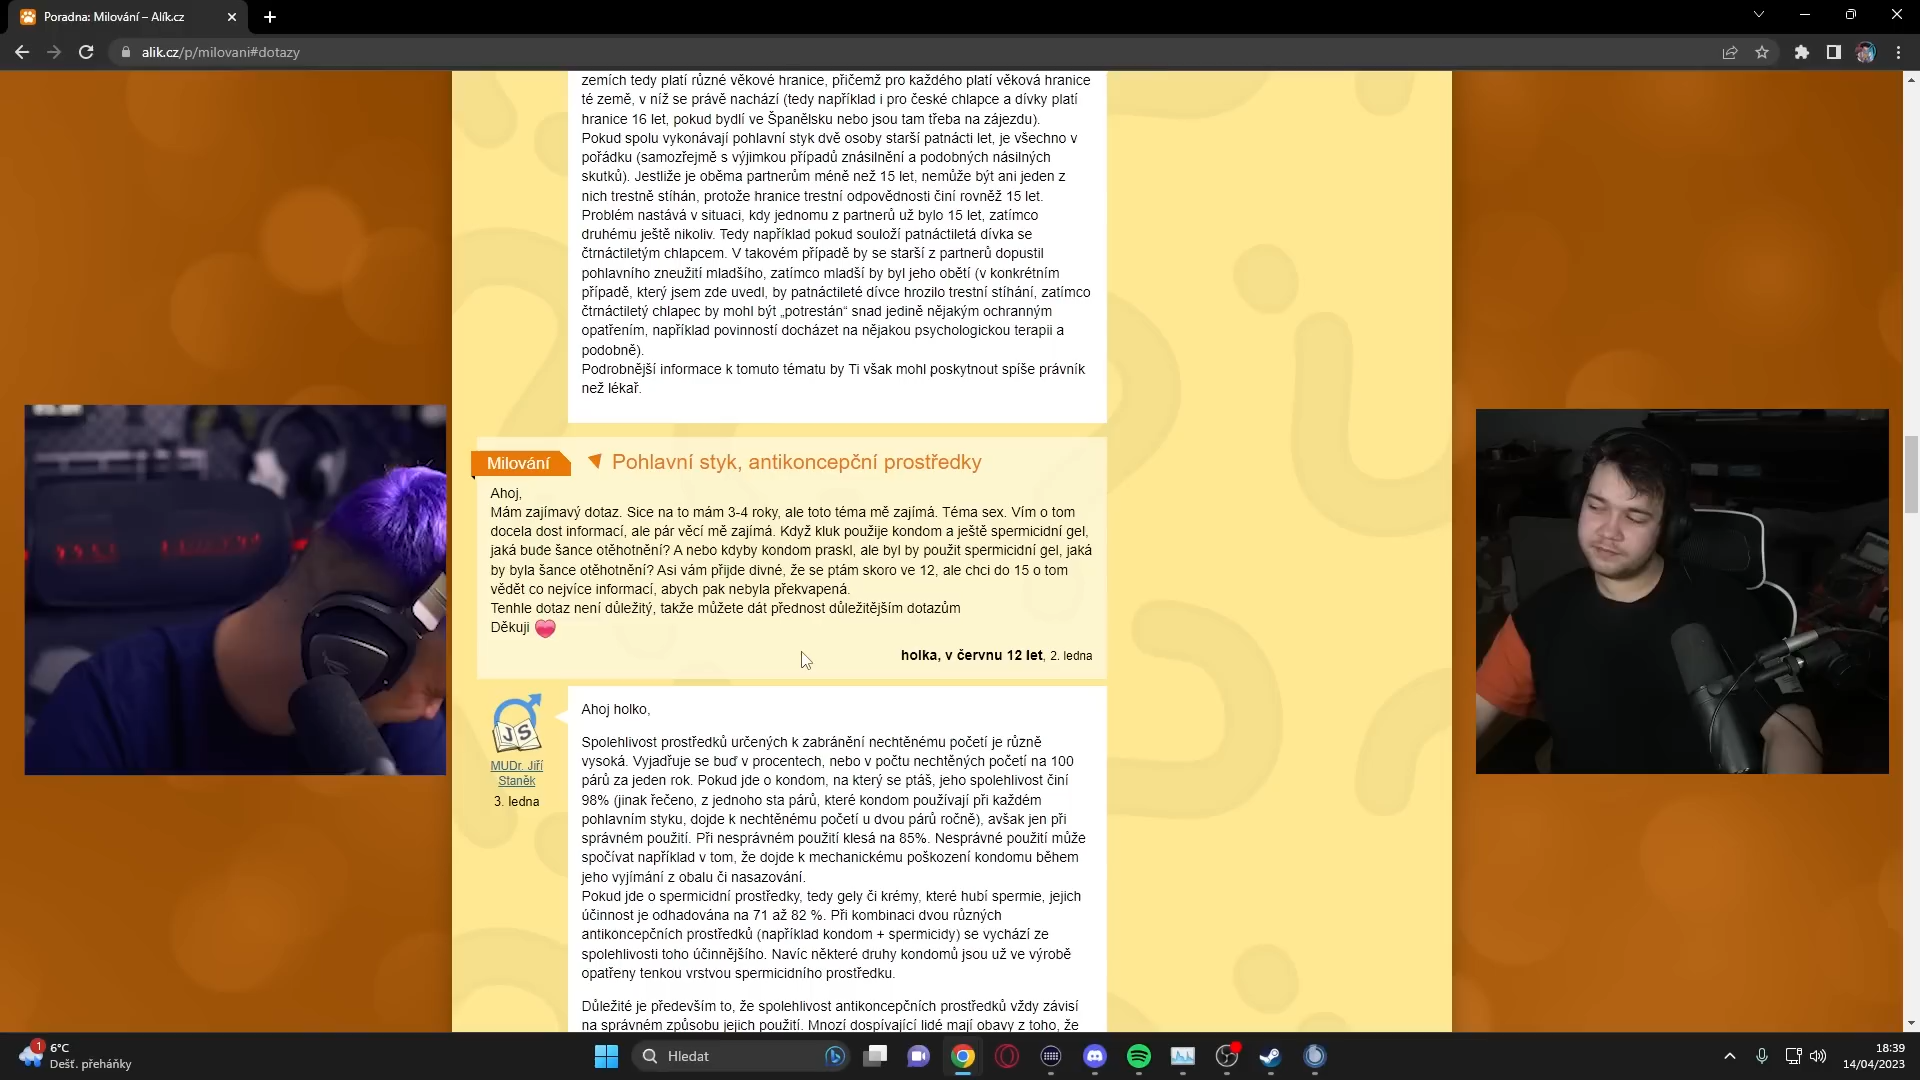 Poradna: Milování – Alík.cz
alik.cz/p/milovani#dotazy
zemích tedy platí různé věkové hranice, přičemž pro každého platí věková hranice
té země, v níž se právě nachází (tedy například i pro české chlapce a dívky platí
hranice 16 let, pokud bydlí ve Španělsku nebo jsou tam třeba na zájezdu).
Pokud spolu vykonávají pohlavní styk dvě osoby starší patnácti let, je všechno v
pořádku (samozřejmě s výjimkou případů znásilnění a podobných násilných
skutků). Jestliže je oběma partnerům méně než 15 let, nemůže být ani jeden z
nich trestně stíhán, protože hranice trestní odpovědnosti činí rovněž 15 let.
Problém nastává v situaci, kdy jednomu z partnerů už bylo 15 let, zatímco
druhému ještě nikoliv. Tedy například pokud souloží patnáctiletá dívka se
čtrnáctiletým chlapcem. V takovém případě by se starší z partnerů dopustil
pohlavního zneužití mladšího, zatímco mladší by byl jeho obětí (v konkrétním
případě, který jsem zde uvedl, by patnáctileté dívce hrozilo trestní stíhání, zatímco
čtrnáctiletý chlapec by mohl být „potrestán“ snad jedině nějakým ochranným
opatřením, například povinností docházet na nějakou psychologickou terapii a
podobně).
Podrobnější informace k tomuto tématu by Ti však mohl poskytnout spíše právník
než lékař.
Milování
Pohlavní styk, antikoncepční prostředky
Ahoj,
Mám zajímavý dotaz. Sice na to mám 3-4 roky, ale toto téma mě zajímá. Téma sex. Vím o tom
docela dost informací, ale pár věcí mě zajímá. Když kluk použije kondom a ještě spermicidní gel,
jaká bude šance otěhotnění? A nebo kdyby kondom praskl, ale byl by použit spermicidní gel, jaká
by byla šance otěhotnění? Asi vám přijde divné, že se ptám skoro ve 12, ale chci do 15 o tom
vědět co nejvíce informací, abych pak nebyla překvapená.
Tenhle dotaz není důležitý, takže můžete dát přednost důležitějším dotazům
Děkuji
holka, v červnu 12 let, 2. ledna
JS
MUDr. Jiří
Staněk
3. ledna
Ahoj holko,
Spolehlivost prostředků určených k zabránění nechtěnému početí je různě
vysoká. Vyjadřuje se buď v procentech, nebo v počtu nechtěných početí na 100
párů za jeden rok. Pokud jde o kondom, na který se ptáš, jeho spolehlivost činí
98% (jinak řečeno, z jednoho sta párů, které kondom používají při každém
pohlavním styku, dojde k nechtěnému početí u dvou párů ročně), avšak jen při
správném použití. Při nesprávném použití klesá na 85%. Nesprávné použití může
spočívat například v tom, že dojde k mechanickému poškození kondomu během
jeho vyjímání z obalu či nasazování.
Pokud jde o spermicidní prostředky, tedy gely či krémy, které hubí spermie, jejich
účinnost je odhadována na 71 až 82 %. Při kombinaci dvou různých
antikoncepčních prostředků (například kondom + spermicidy) se vychází ze
spolehlivosti toho účinnějšího. Navíc některé druhy kondomů jsou už ve výrobě
opatřeny tenkou vrstvou spermicidního prostředku.
Důležité je především to, že spolehlivost antikoncepčních prostředků vždy závisí
na správném způsobu jejich použití. Mnozí dospívající lidé mají obavy z toho, že
1
6°C
Dešť. přeháňky
Hledat
18:39
14/04/2023